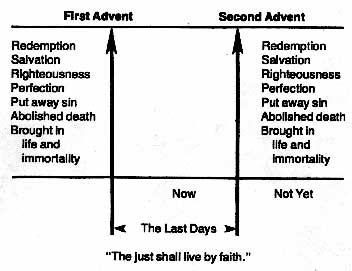 First Advent
Second Advent
Redemption
Salvation
Righteousness
Perfection
Put away sin
Abolished death
Brought in
life and
immortality
Redemption
Salvation
Righteousness
Perfection
Put away sin
Abolished death
Brought in
life and
immortality
Now
Not Yet
The Last Days
"The just shall live by faith."